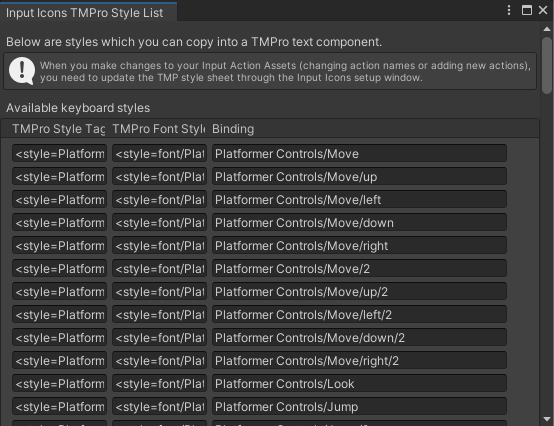 Input Icons TMPro Style List
Below are styles which you can copy into a TMPro text component.
When you make changes to your Input Action Assets (changing action names or adding new actions),
you need to update the TMP style sheet through the Input Icons setup window.
Available keyboard styles
TMPro Style Tag TMPro Font Style Binding
<style=Platform <style=font/Plat Platformer Controls/Move
<style=Platform <style=font/Plat Platformer Controls/Move/up
<style=Platform <style=font/Plat Platformer Controls/Move/left
<style=Platform <style=font/Plat Platformer Controls/Move/down
<style=Platform <style=font/Plat Platformer Controls/Move/right
<style=Platform <style=font/Plat Platformer Controls/Move/2
<style=Platform <style=font/Plat Platformer Controls/Move/up/2
<style=Platform <style=font/Plat Platformer Controls/Move/left/2
<style=Platform <style=font/Plat Platformer Controls/Move/down/2
<style=Platform <style=font/Plat Platformer Controls/Move/right/2
<style=Platform <style=font/Plat Platformer Controls/Look
<style=Platform <style=font/Plat Platformer Controls/Jump